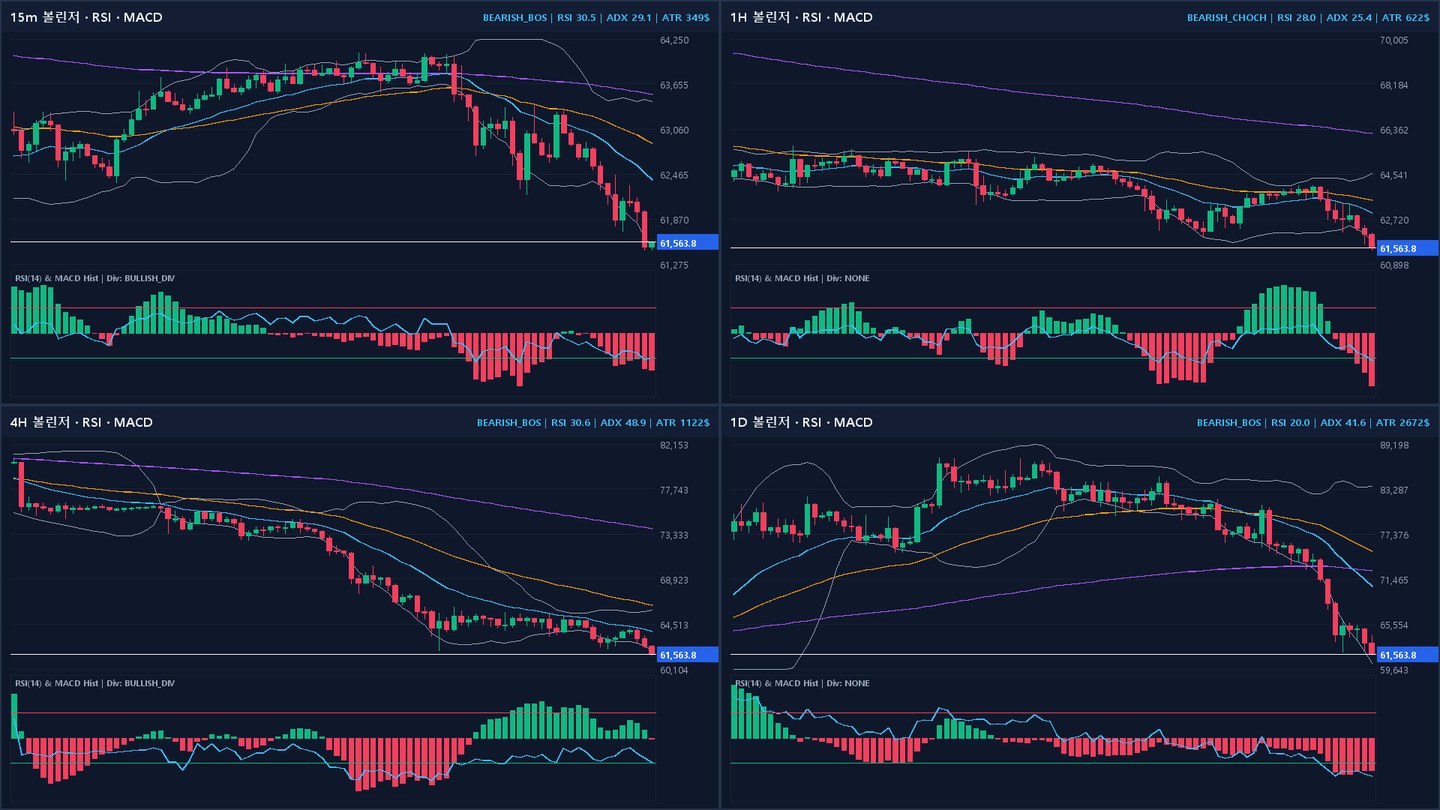 15m 볼린저 · RSI · MACD
BEARISH_BOS | RSI 30.5 | ADX 29.1 | ATR 349$
64,250
63,655
63,060
62,465
61,870
61,563.8
61,275
RSI(14) & MACD Hist | Div: BULLISH_DIV
1H 볼린저 · RSI · MACD
BEARISH_CHOCH | RSI 28.0 | ADX 25.4 | ATR 622$
70,005
68,184
66,362
64,541
62,720
61,563.8
60,898
RSI(14) & MACD Hist | Div: NONE
4H 볼린저 · RSI · MACD
BEARISH_BOS | RSI 30.6 | ADX 48.9 | ATR 1122$
82,153
77,743
73,333
68,923
64,513
61,563.8
60,104
RSI(14) & MACD Hist | Div: BULLISH_DIV
1D 볼린저 · RSI · MACD
BEARISH_BOS | RSI 20.0 | ADX 41.6 | ATR 2672$
89,198
83,287
77,376
71,465
65,554
61,563.8
59,643
RSI(14) & MACD Hist | Div: NONE